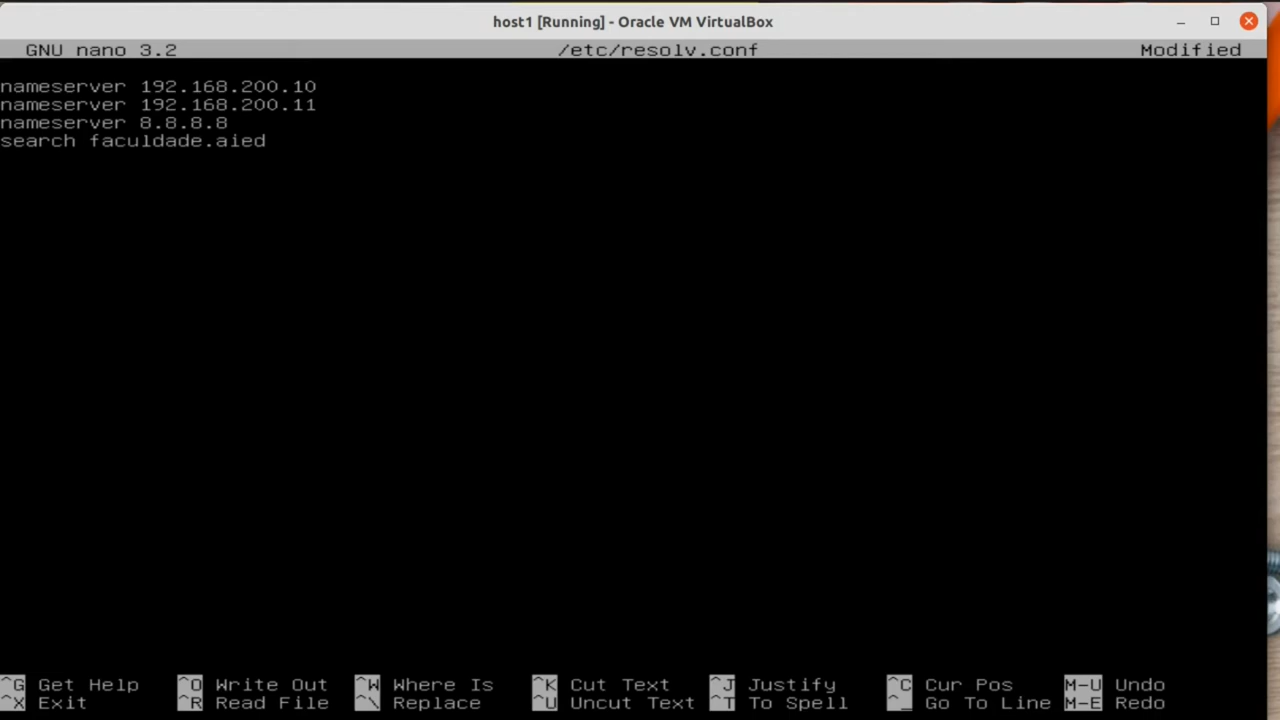 host1 [Running] - Oracle VM VirtualBox
GNU nano 3.2 /etc/resolv.conf Modified
nameserver 192.168.200.10
nameserver 192.168.200.11
nameserver 8.8.8.8
search faculdade.aied
^G Get Help ^O Write Out ^W Where Is ^K Cut Text ^J Justify ^C Cur Pos M-U Undo
^X Exit ^R Read File ^\ Replace ^U Uncut Text ^T To Spell ^_ Go To Line M-E Redo